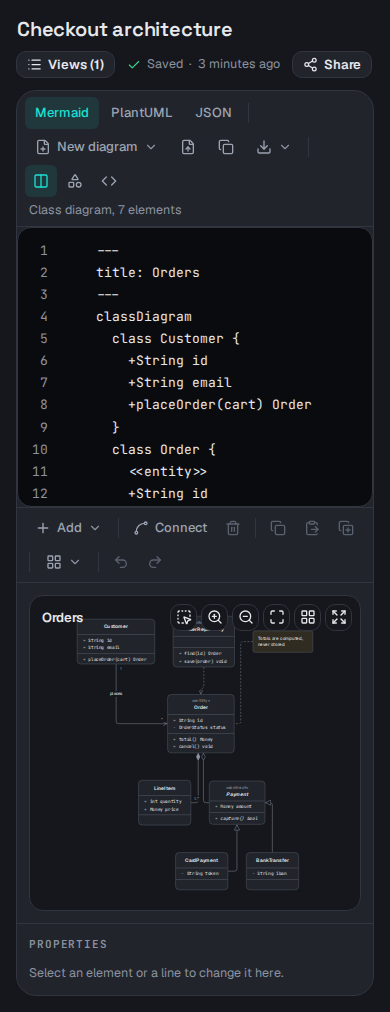 Checkout architecture
Views (1)
Saved · 3 minutes ago
Share
Mermaid
PlantUML
JSON
New diagram
Class diagram, 7 elements
1 ---
2 title: Orders
3 ---
4 classDiagram
5 class Customer {
6 +String id
7 +String email
8 +placeOrder(cart) Order
9 }
10 class Order {
11 <<entity>>
12 +String id
Add
Connect
Orders
Customer
+ String id
+ String email
+ placeOrder(cart) Order
+ find(id) Order
+ save(order) void
Totals are computed,
never stored
places
Order
+ String id
- OrderStatus status
+ total() Money
+ cancel() void
LineItem
+ Int quantity
+ Money price
Payment
+ Money amount
+ capture() bool
CardPayment
- String token
BankTransfer
- String iban
PROPERTIES
Select an element or a line to change it here.